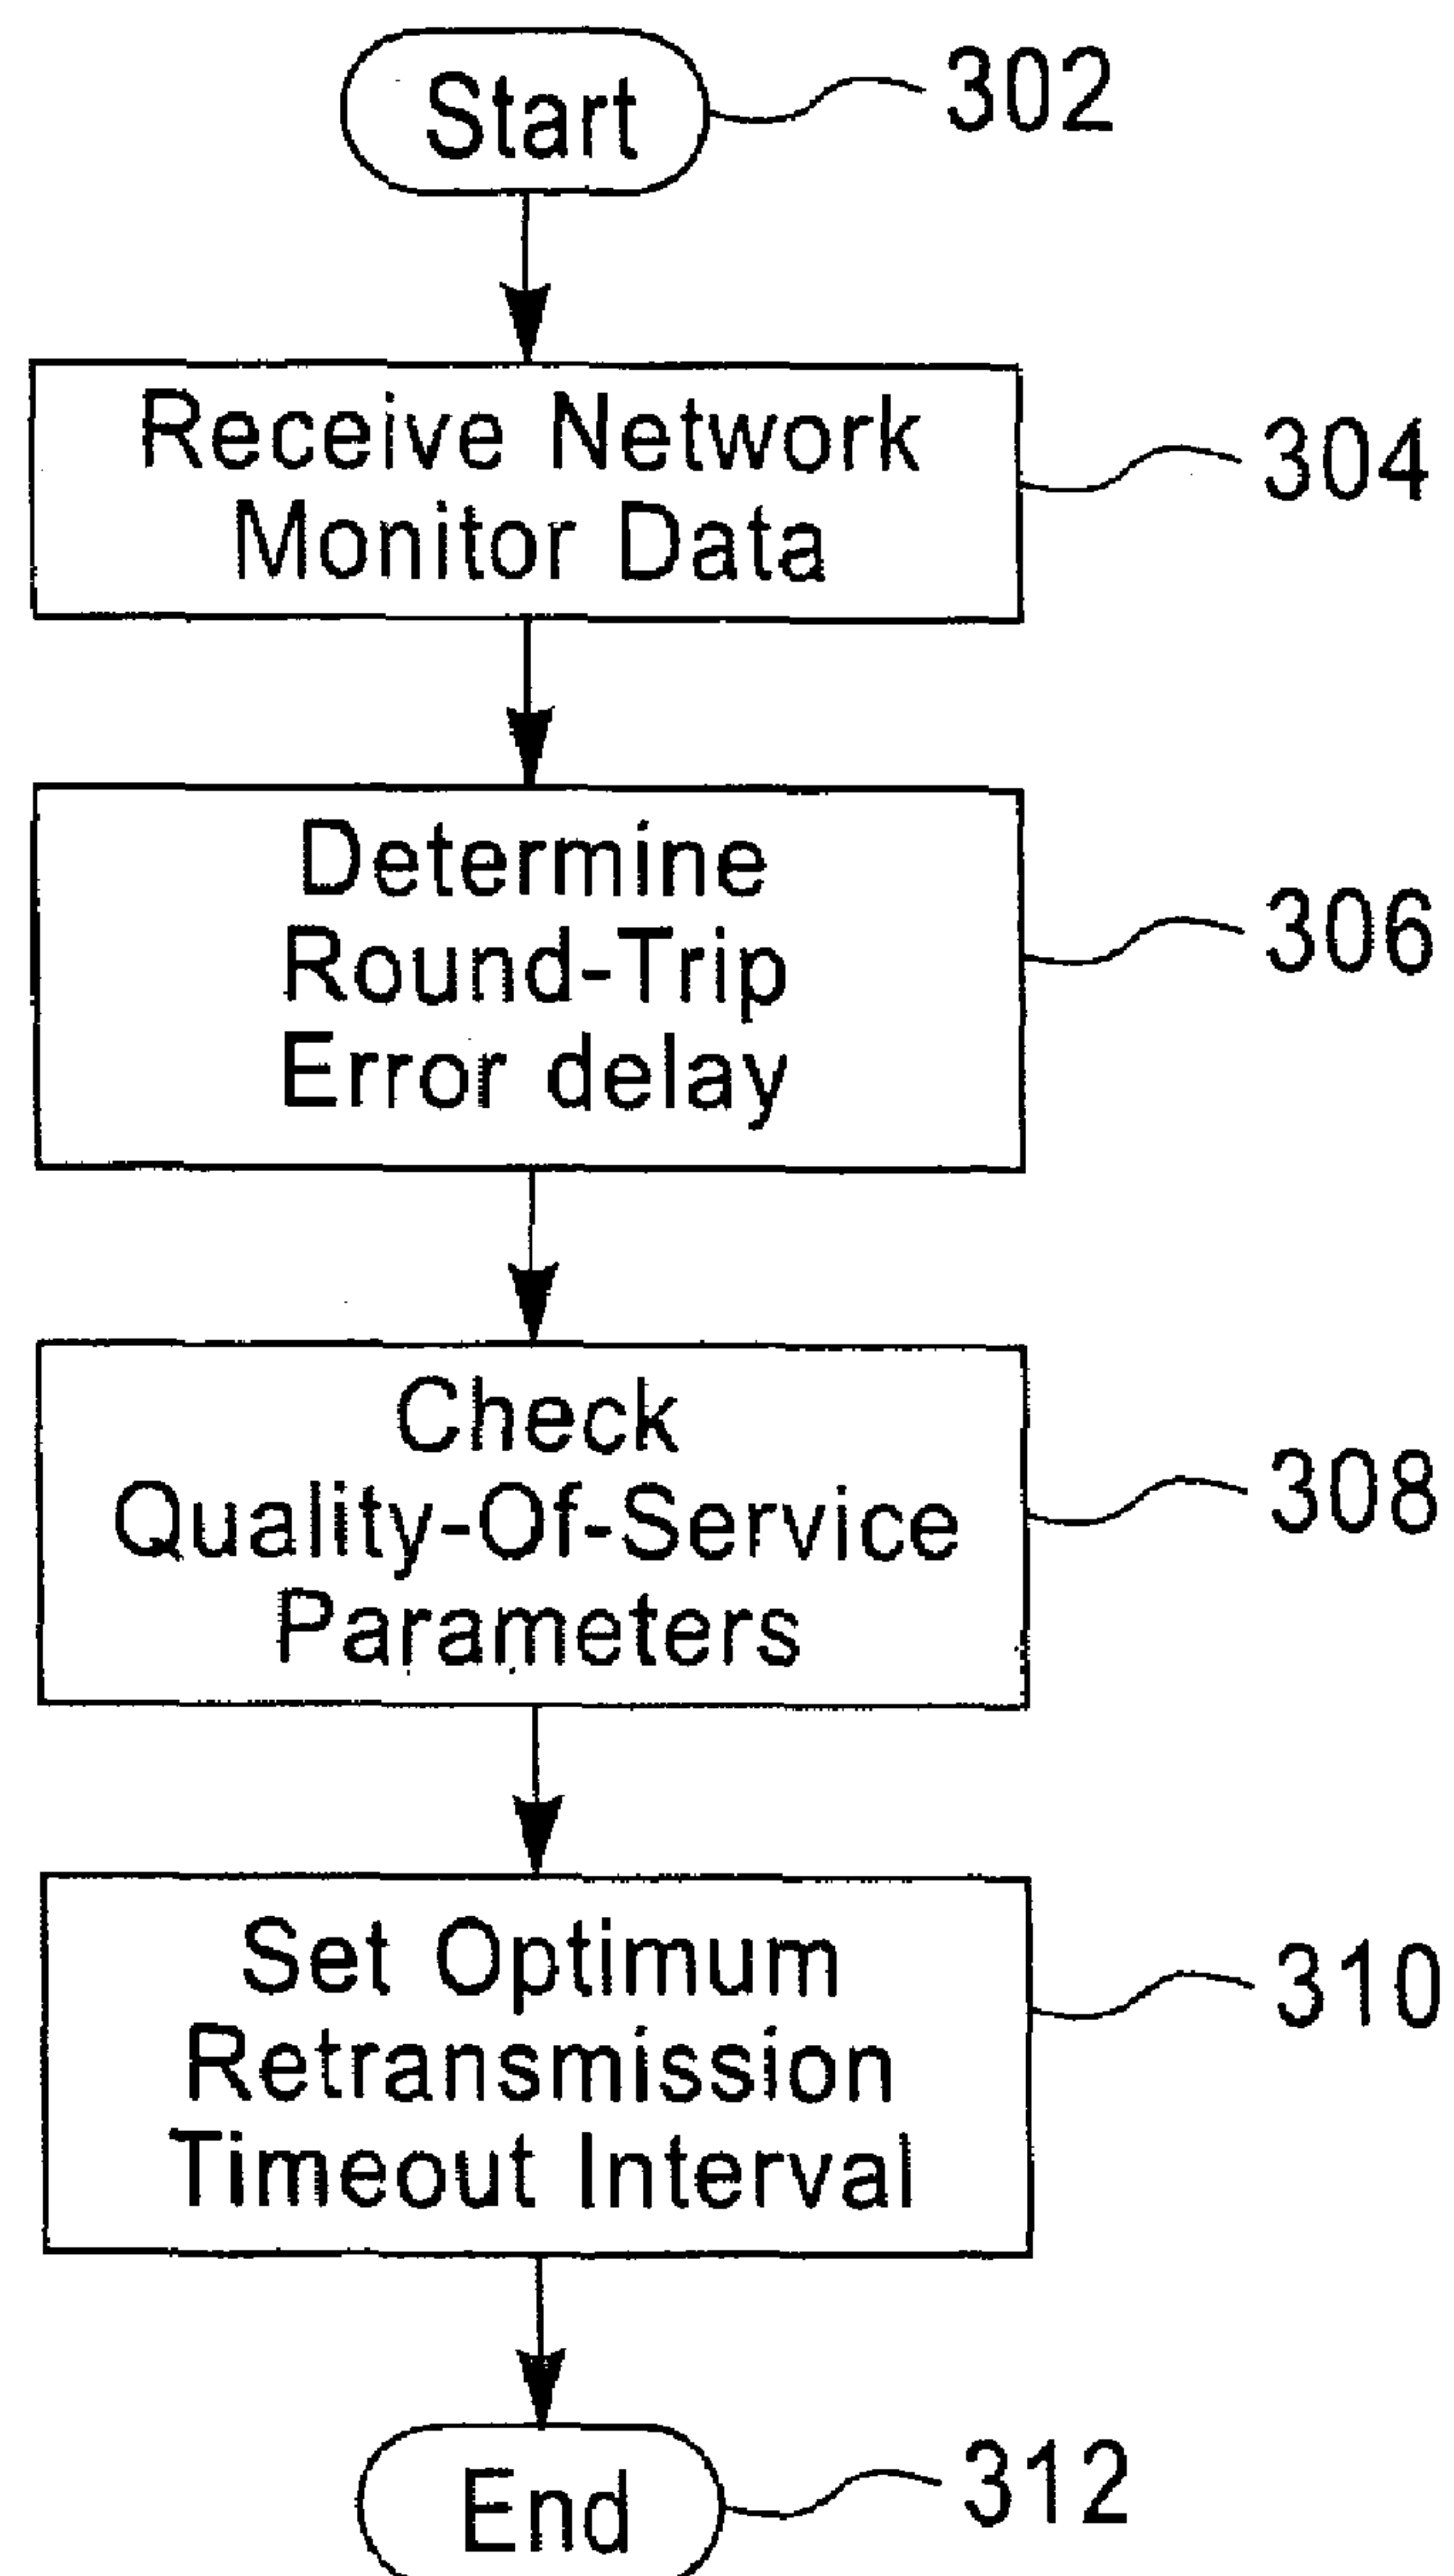 Start
302
Receive Network
Monitor Data
304
Determine
Round-Trip
Error delay
306
Check
Quality-Of-Service
Parameters
308
Set Optimum
Retransmission
Timeout Interval
310
End
312